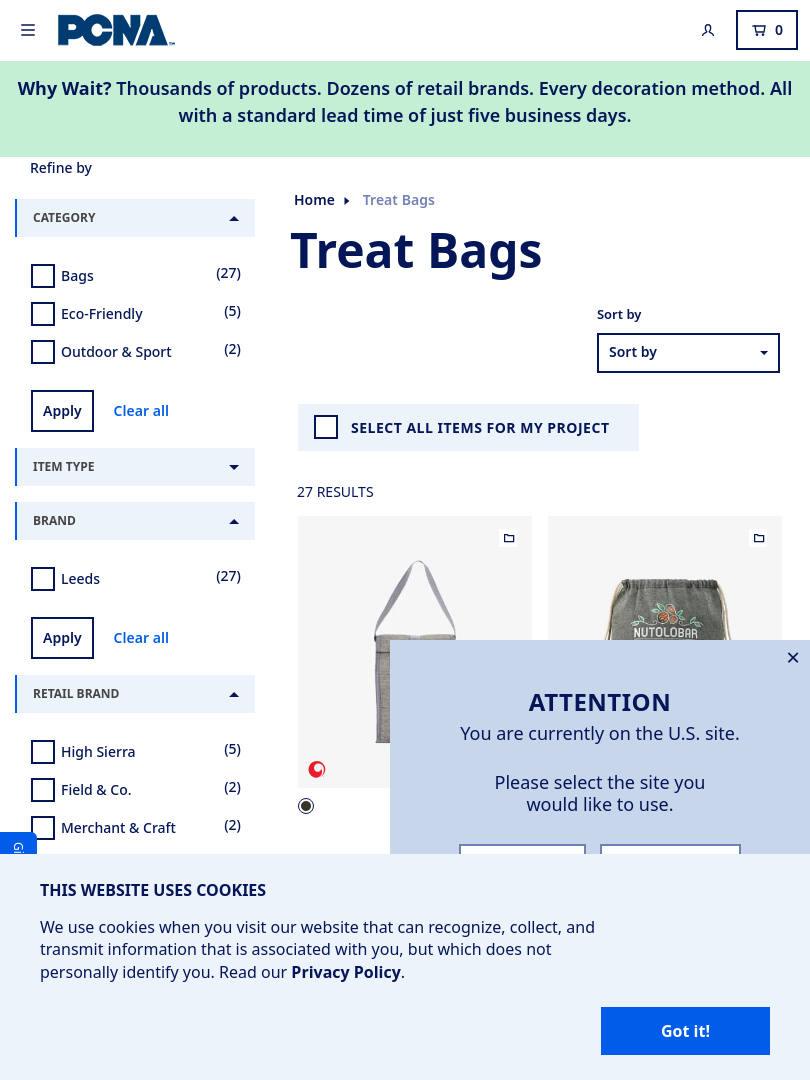 PCNA
0
Why Wait? Thousands of products. Dozens of retail brands. Every decoration method. All
with a standard lead time of just five business days.
Refine by
Home
Treat Bags
CATEGORY
Treat Bags
Bags (27)
Eco-Friendly (5)
Outdoor & Sport (2)
Sort by
Sort by
Apply Clear all
SELECT ALL ITEMS FOR MY PROJECT
ITEM TYPE
27 RESULTS
BRAND
Leeds (27)
Apply Clear all
NUTOLOBAR
RETAIL BRAND
High Sierra (5)
Field & Co. (2)
Merchant & Craft (2)
ATTENTION
You are currently on the U.S. site.
Please select the site you
would like to use.
THIS WEBSITE USES COOKIES
We use cookies when you visit our website that can recognize, collect, and
transmit information that is associated with you, but which does not
personally identify you. Read our Privacy Policy.
Got it!